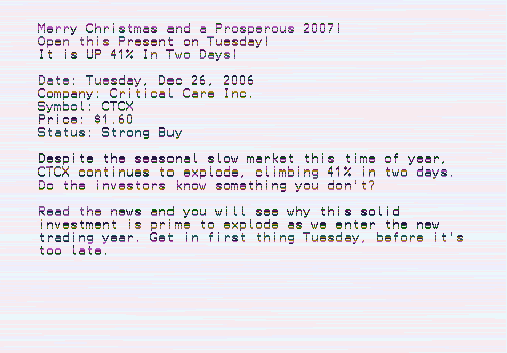 Merry Christmas and a Prosperous 2007!
Open this Present on Tuesday!
It is UP 41% In Two Days!
Date: Tuesday, Dec 26, 2006
Company: Critical Care Inc.
Symbol: CTCX
Price: $1.60
Status: Strong Buy
Despite the seasonal slow market this time of year,
CTCX continues to explode, climbing 41% in two days.
Do the investors know something you don't?
Read the news and you will see why this solid
investment is prime to explode as we enter the new
trading year. Get in first thing Tuesday, before it's
too late.